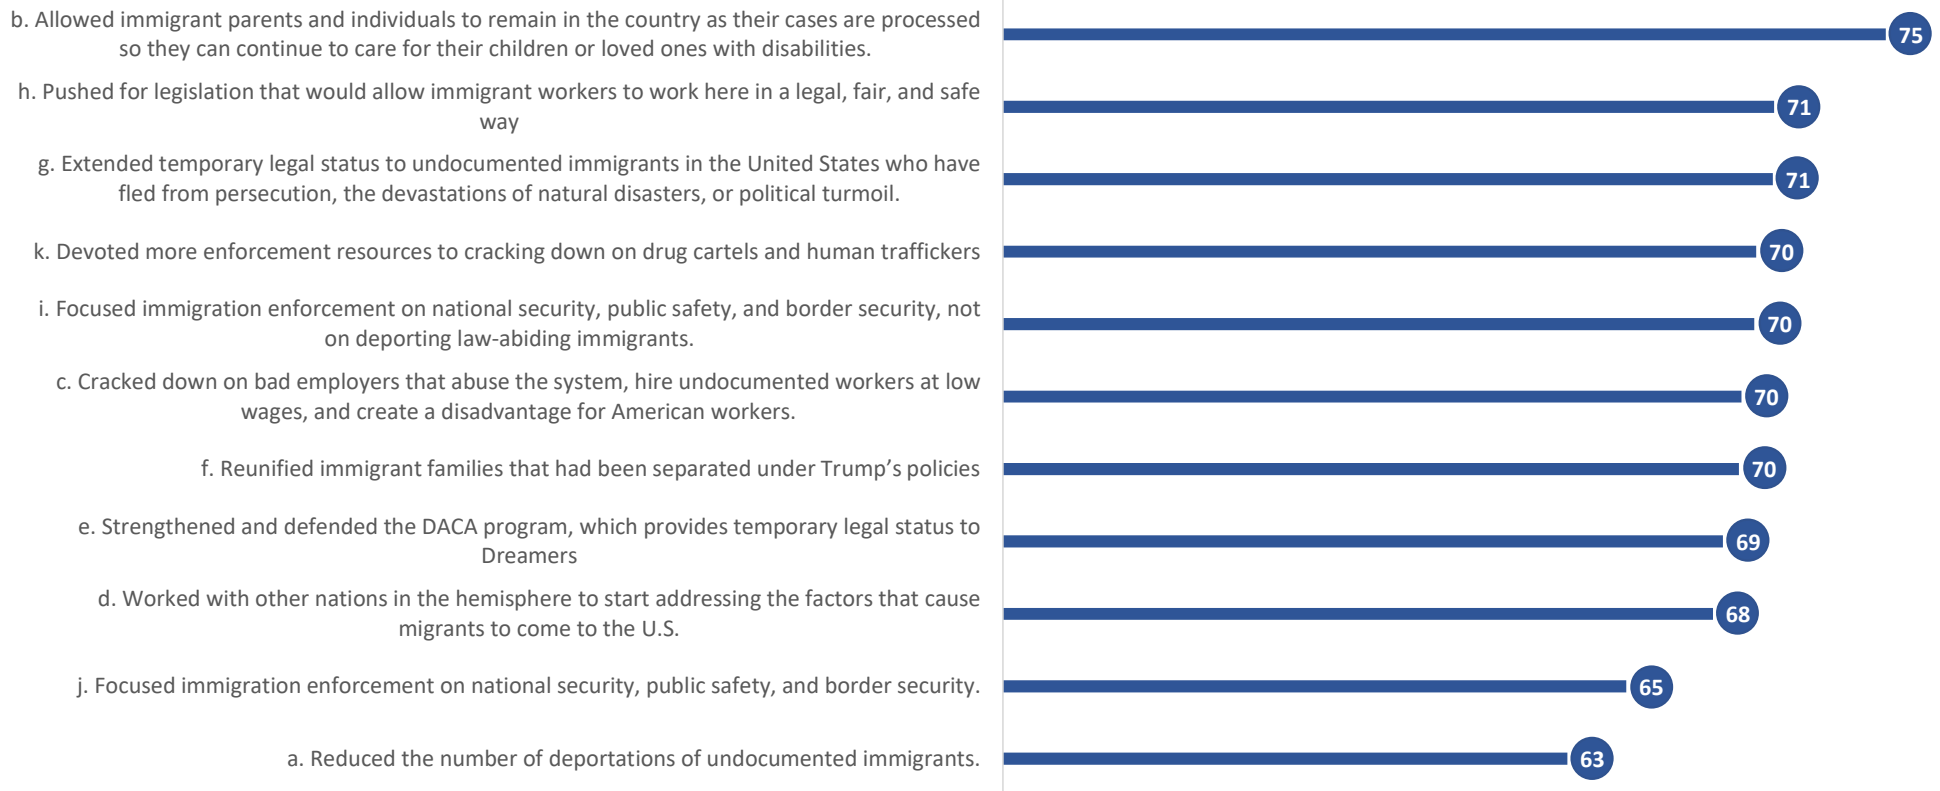 b. Allowed immigrant parents and individuals to remain in the country as their cases are processed
so they can continue to care for their children or loved ones with disabilities.
75
h. Pushed for legislation that would allow immigrant workers to work here in a legal, fair, and safe
way
71
g. Extended temporary legal status to undocumented immigrants in the United States who have
fled from persecution, the devastations of natural disasters, or political turmoil.
71
k. Devoted more enforcement resources to cracking down on drug cartels and human traffickers
70
i. Focused immigration enforcement on national security, public safety, and border security, not
on deporting law-abiding immigrants.
70
c. Cracked down on bad employers that abuse the system, hire undocumented workers at low
wages, and create a disadvantage for American workers.
70
f. Reunified immigrant families that had been separated under Trump’s policies
70
e. Strengthened and defended the DACA program, which provides temporary legal status to
Dreamers
69
d. Worked with other nations in the hemisphere to start addressing the factors that cause
migrants to come to the U.S.
68
j. Focused immigration enforcement on national security, public safety, and border security.
65
a. Reduced the number of deportations of undocumented immigrants.
63